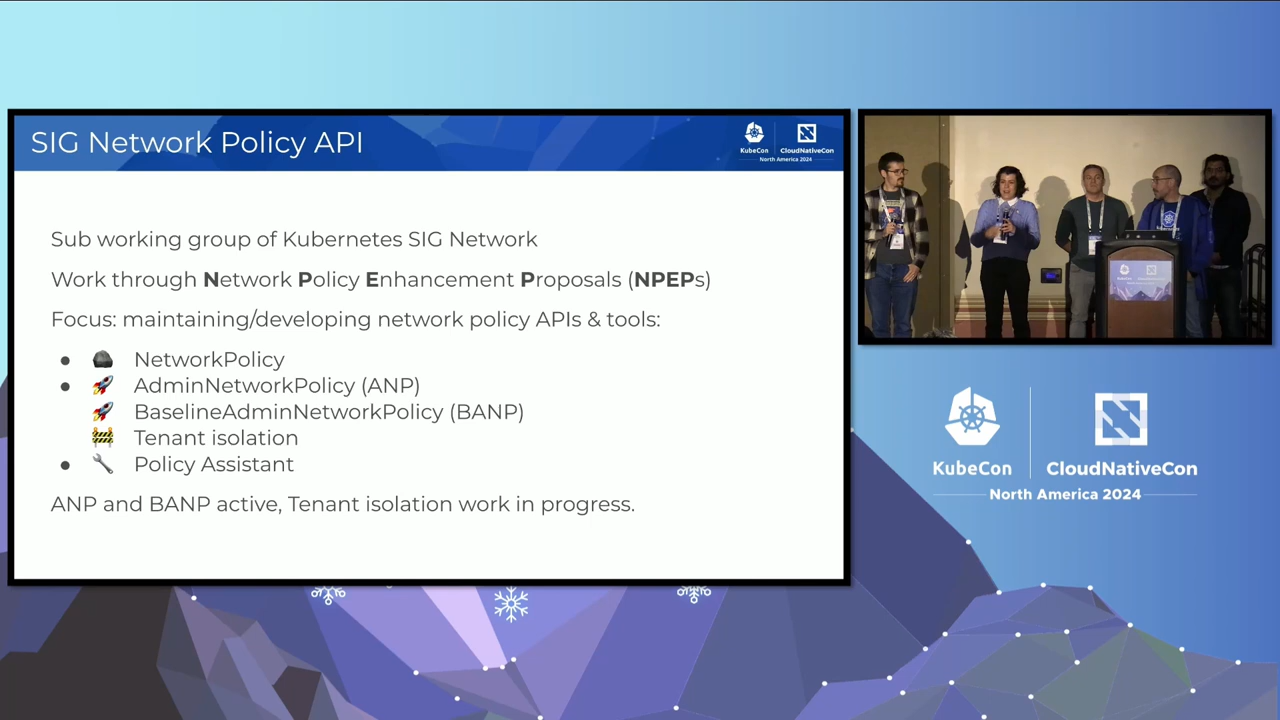 SIG Network Policy API
KubeCon
CloudNativeCon
North America 2024
Sub working group of Kubernetes SIG Network
Work through Network Policy Enhancement Proposals (NPEPs)
Focus: maintaining/developing network policy APIs & tools:
● NetworkPolicy
● AdminNetworkPolicy (ANP)
BaselineAdminNetworkPolicy (BANP)
Tenant isolation
● Policy Assistant
ANP and BANP active, Tenant isolation work in progress.
KubeCon
CloudNativeCon
North America 2024